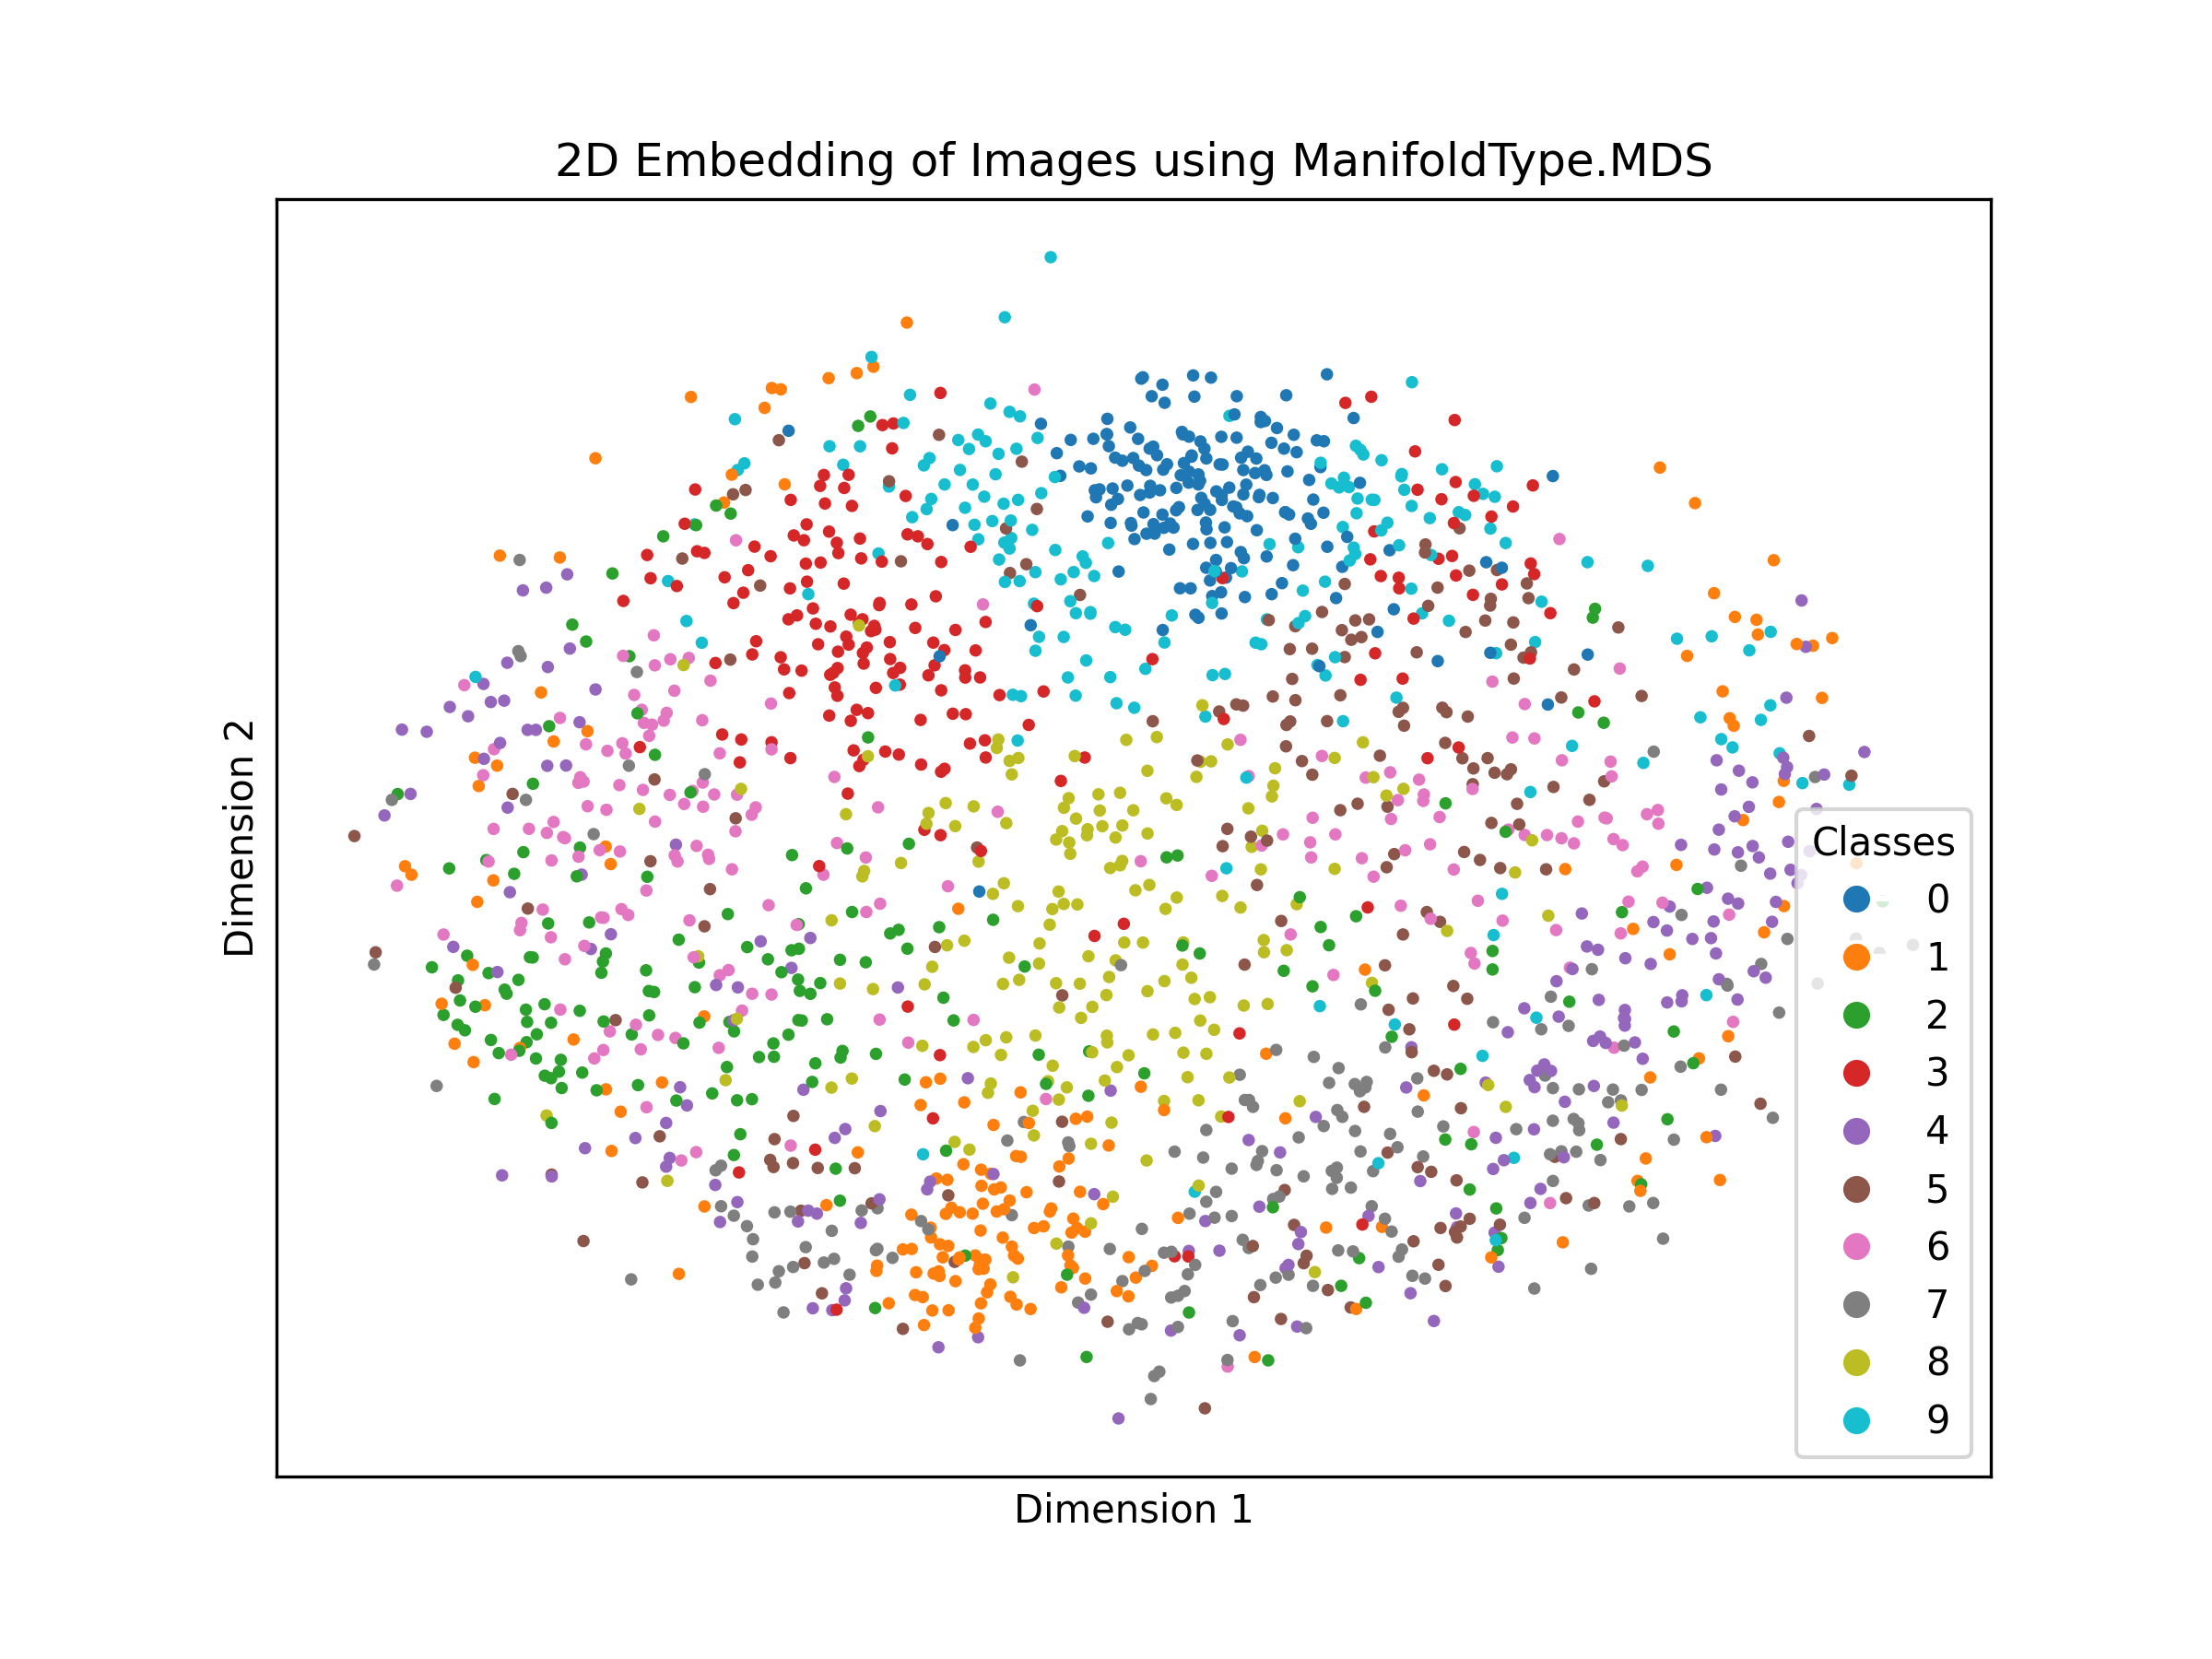 2D Embedding of Images using ManifoldType.MDS
Dimension 2
Classes
0
1
2
3
4
5
6
7
8
9
Dimension 1